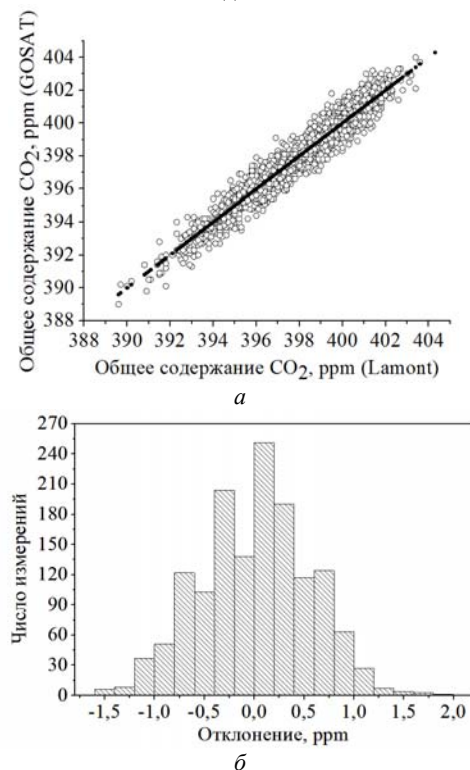 Общее содержание CO2, ppm (GOSAT)
404
402
400
398
396
394
392
390
388
388 390 392 394 396 398 400 402 404
Общее содержание CO2, ppm (Lamont)
а
Число измерений
270
240
210
180
150
120
90
60
30
0
-1,5 -1,0 -0,5 0,0 0,5 1,0 1,5 2,0
Отклонение, ppm
б